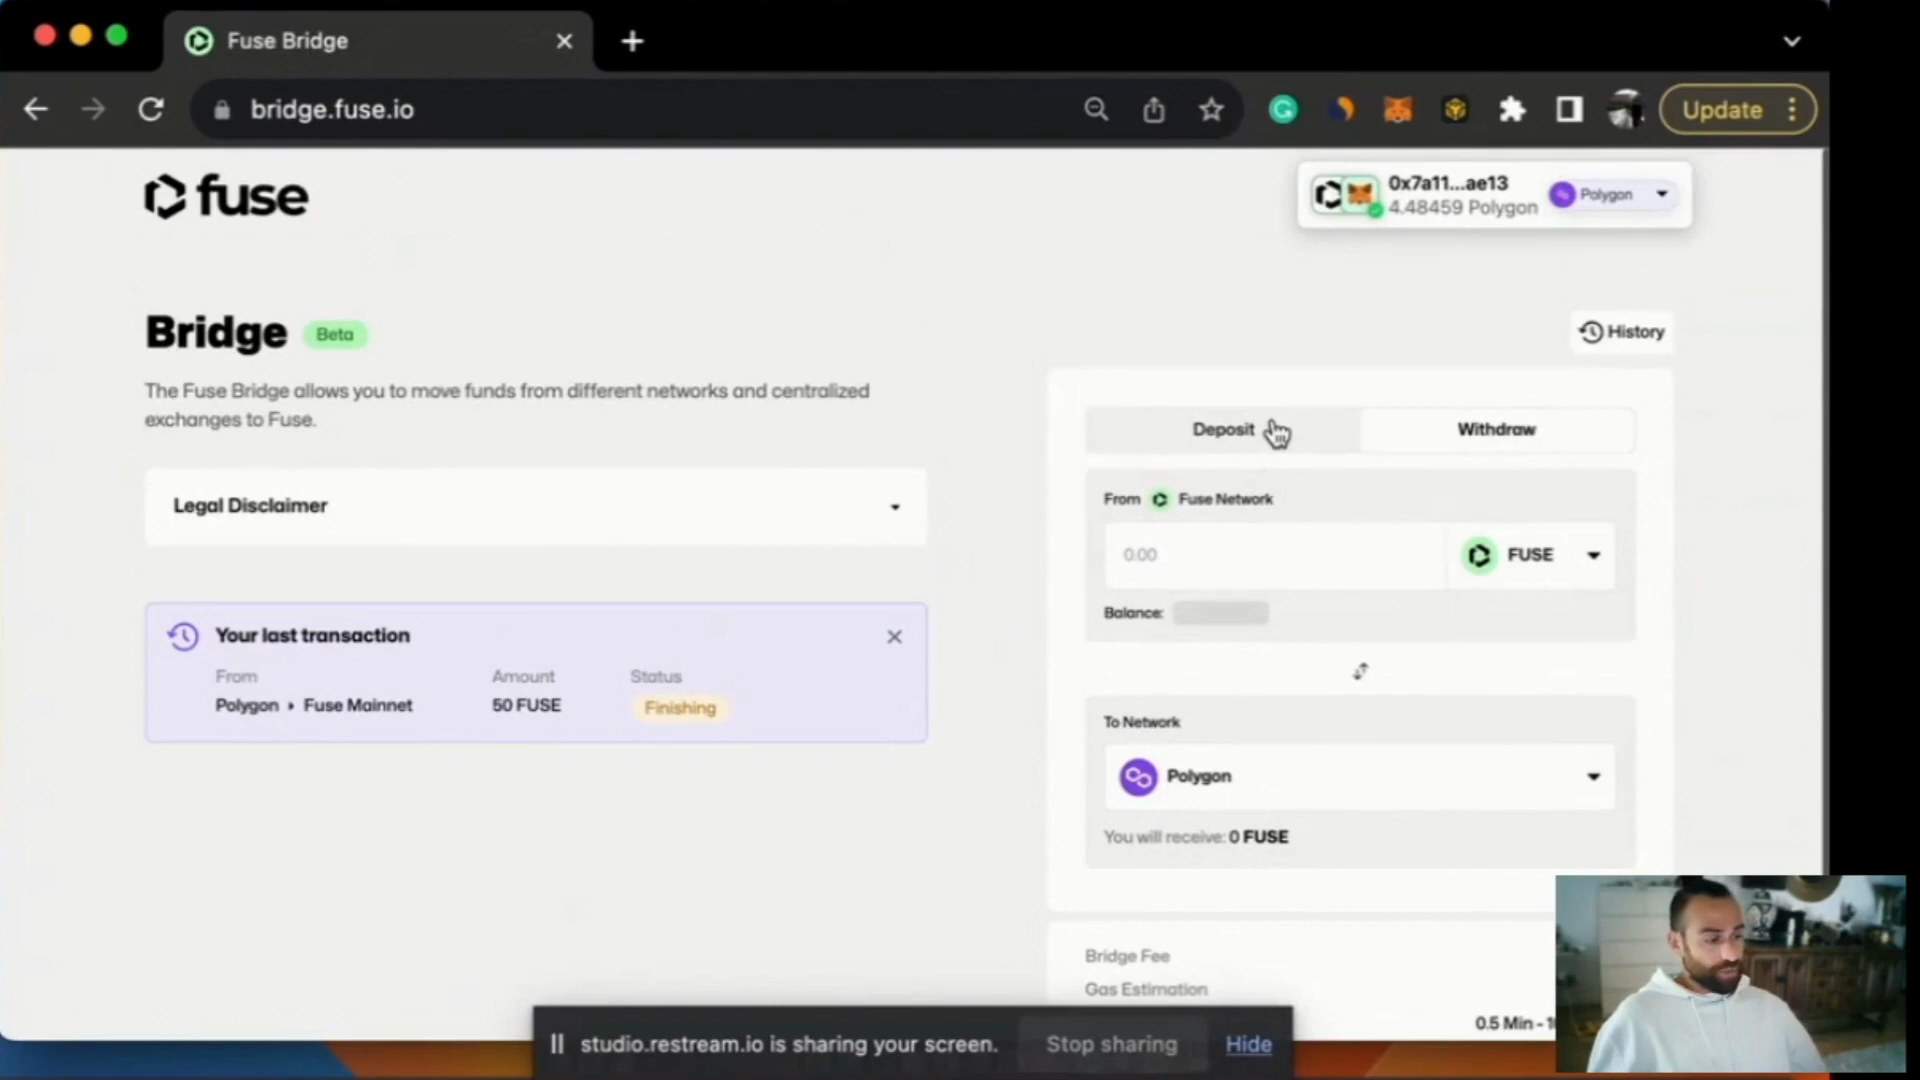 Fuse Bridge
bridge.fuse.io
Update
fuse
0x7a11...ae13
4.48459 Polygon
Polygon
Bridge
Beta
History
The Fuse Bridge allows you to move funds from different networks and centralized
exchanges to Fuse.
Legal Disclaimer
Your last transaction
From
Amount
Status
Polygon
Fuse Mainnet
50 FUSE
Finishing
Deposit
Withdraw
From
Fuse Network
0.00
FUSE
Balance:
To Network
Polygon
You will receive: 0 FUSE
Bridge Fee
Gas Estimation
0.5 Min -
studio.restream.io is sharing your screen.
Stop sharing
Hide